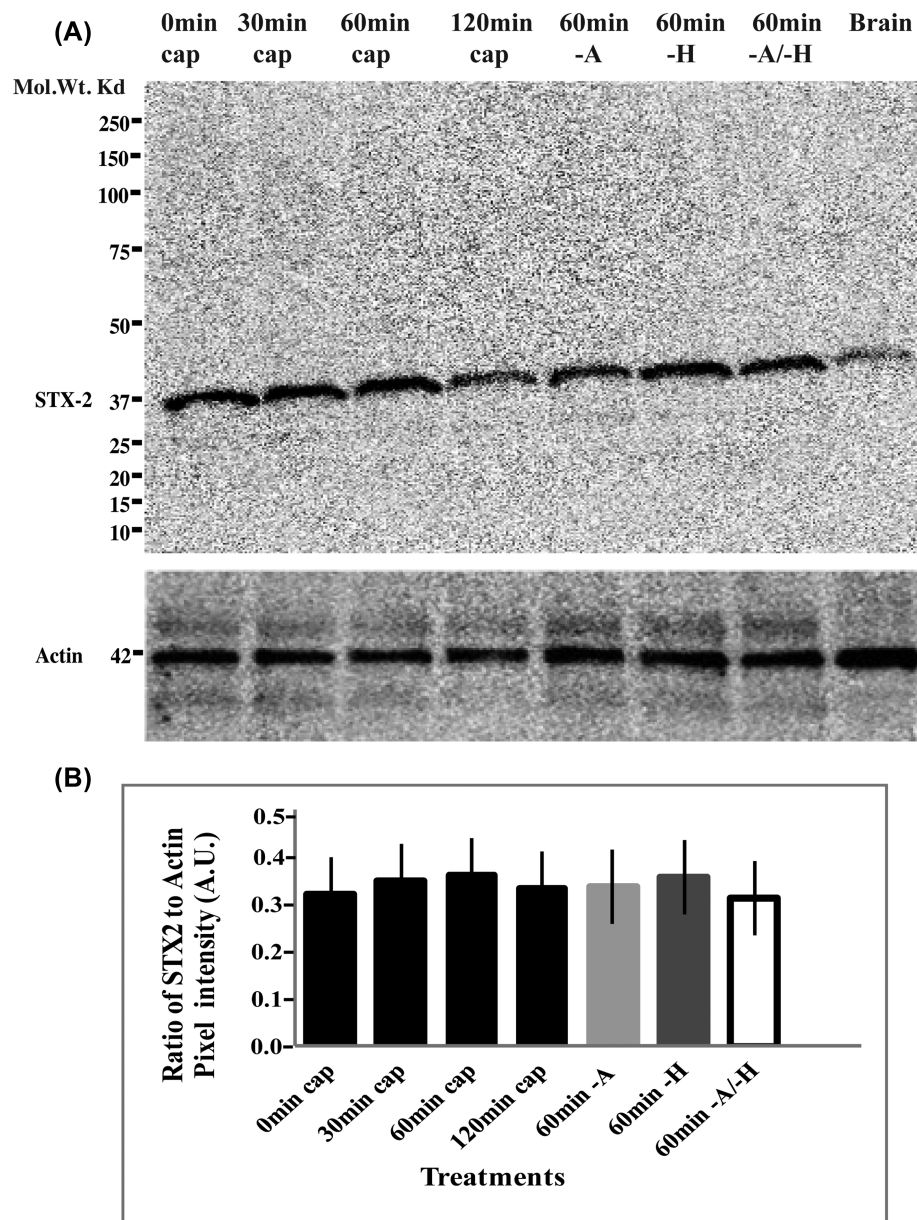 (A)
0min 30min 60min 120min 60min 60min 60min Brain
cap cap cap cap -A -H -A/-H
Mol.Wt. Kd
250
150
100
75
50
STX-2 37
25
20
15
10
Actin 42
(B)
Ratio of STX2 to Actin
Pixel intensity (A.U.)
0.5
0.4
0.3
0.2
0.1
0.0
0min cap
30min cap
60min cap
120min cap
60min -A
60min -H
60min -A/-H
Treatments